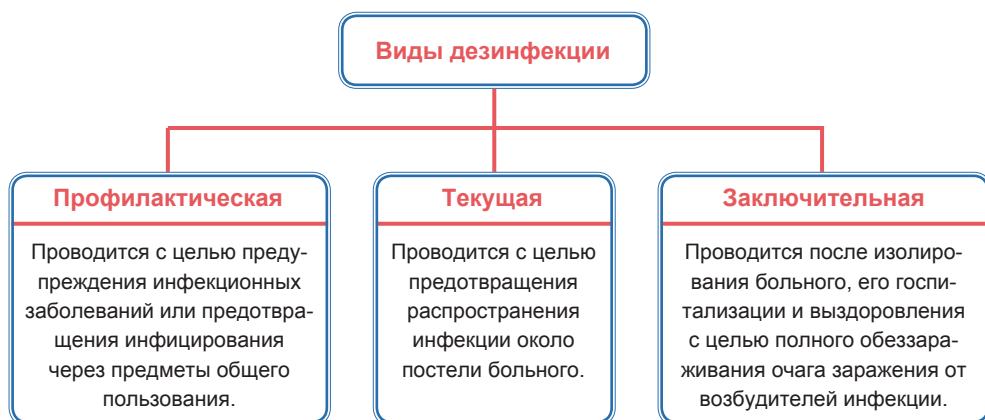 Виды дезинфекции
Профилактическая
Проводится с целью преду-
преждения инфекционных
заболеваний или предотвра-
щения инфицирования
через предметы общего
пользования.
Текущая
Проводится с целью
предотвращения
распространения
инфекции около
постели больного.
Заключительная
Проводится после изолиро-
вания больного, его госпи-
тализации и выздоровления
с целью полного обеззара-
живания очага заражения от
возбудителей инфекции.